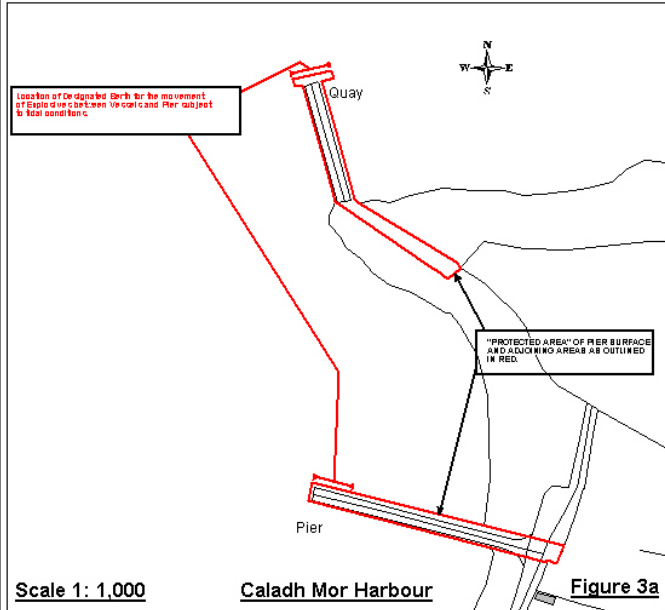 N
W E
S
Location of Designated Berth for the movement
of Explosives between Vessels and Pier subject
to tidal conditions.
Quay
"PROTECTED AREA" OF PIER SURFACE
AND ADJOINING AREAS AS OUTLINED
IN RED.
Pier
Scale 1: 1,000
Caladh Mor Harbour
Figure 3a